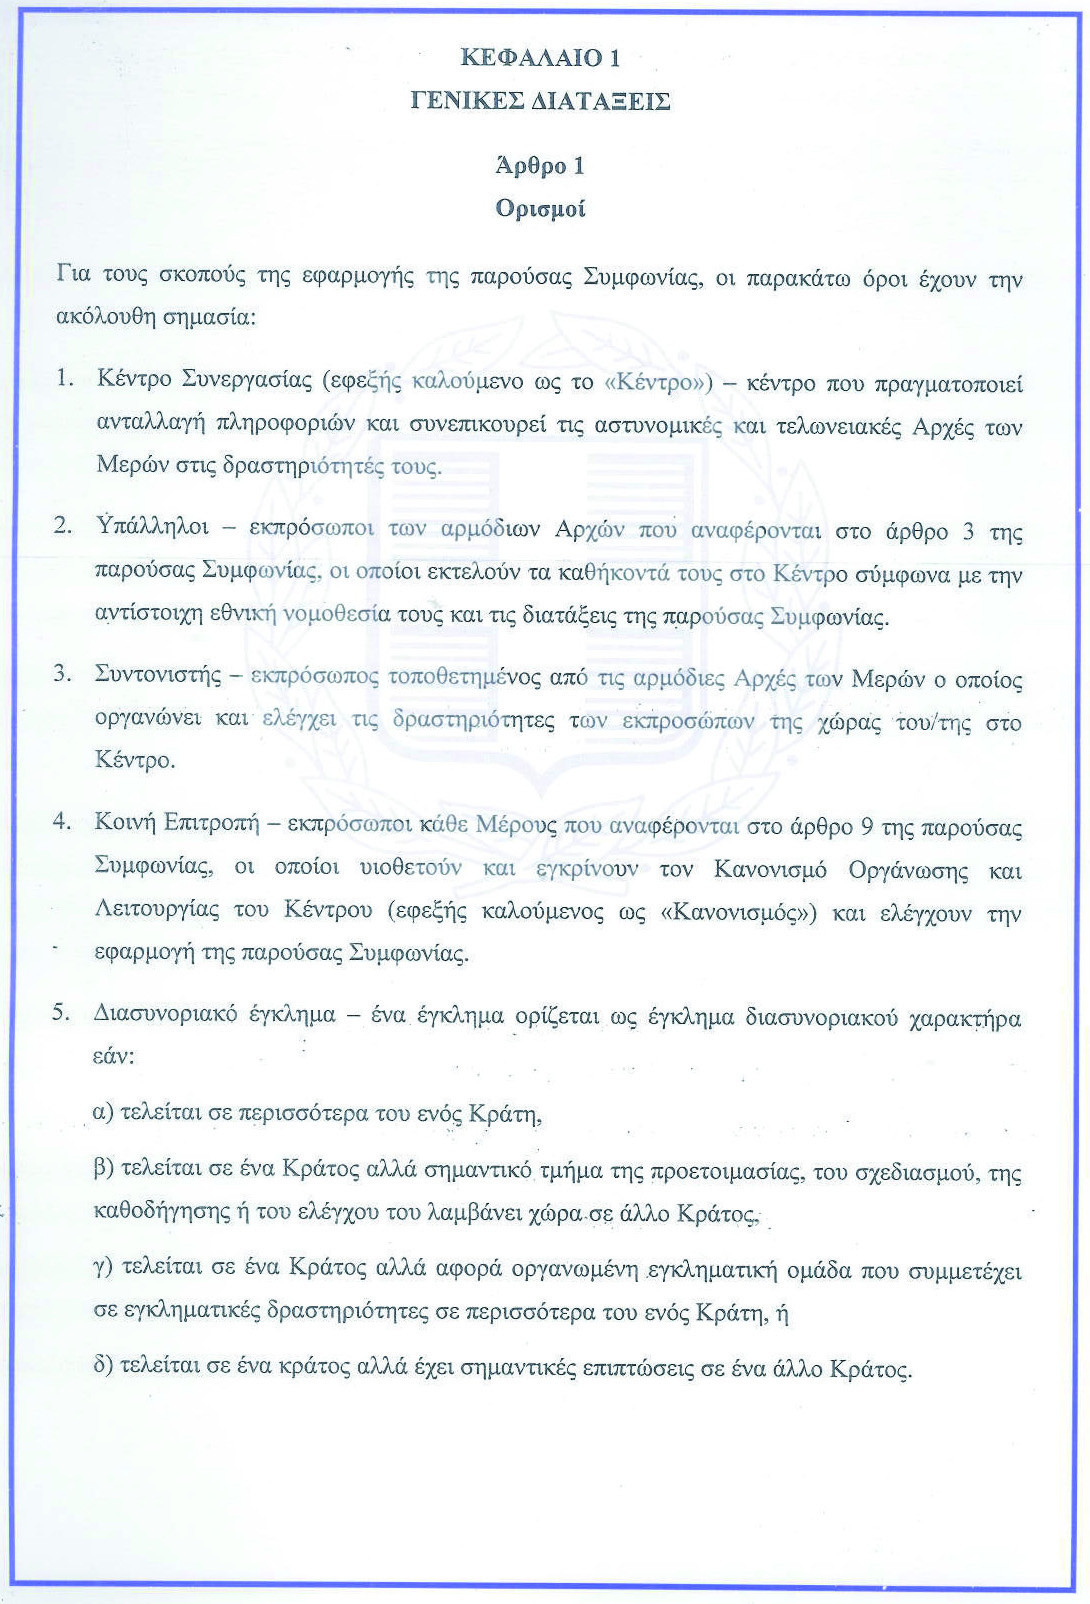 ΚΕΦΑΛΑΙΟ 1
ΓΕΝΙΚΕΣ ΔΙΑΤΑΞΕΙΣ
Άρθρο 1
Ορισμοί
Για τους σκοπούς της εφαρμογής της παρούσας Συμφωνίας, οι παρακάτω όροι έχουν την
ακόλουθη σημασία:
1. Κέντρο Συνεργασίας (εφεξής καλούμενο ως το «Κέντρο») – κέντρο που πραγματοποιεί
ανταλλαγή πληροφοριών και συνεπικουρεί τις αστυνομικές και τελωνειακές Αρχές των
Μερών στις δραστηριότητές τους.
2. Υπάλληλοι – εκπρόσωποι των αρμόδιων Αρχών που αναφέρονται στο άρθρο 3 της
παρούσας Συμφωνίας, οι οποίοι εκτελούν τα καθήκοντά τους στο Κέντρο σύμφωνα με την
αντίστοιχη εθνική νομοθεσία τους και τις διατάξεις της παρούσας Συμφωνίας.
3. Συντονιστής – εκπρόσωπος τοποθετημένος από τις αρμόδιες Αρχές των Μερών ο οποίος
οργανώνει και ελέγχει τις δραστηριότητες των εκπροσώπων της χώρας του/της στο
Κέντρο.
4. Κοινή Επιτροπή – εκπρόσωποι κάθε Μέρους που αναφέρονται στο άρθρο 9 της παρούσας
Συμφωνίας, οι οποίοι υιοθετούν και εγκρίνουν τον Κανονισμό Οργάνωσης και
Λειτουργίας του Κέντρου (εφεξής καλούμενος ως «Κανονισμός») και ελέγχουν την
εφαρμογή της παρούσας Συμφωνίας.
5. Διασυνοριακό έγκλημα – ένα έγκλημα ορίζεται ως έγκλημα διασυνοριακού χαρακτήρα
εάν:
α) τελείται σε περισσότερα του ενός Κράτη,
β) τελείται σε ένα Κράτος αλλά σημαντικό τμήμα της προετοιμασίας, του σχεδιασμού, της
καθοδήγησης ή του ελέγχου του λαμβάνει χώρα σε άλλο Κράτος,
γ) τελείται σε ένα Κράτος αλλά αφορά οργανωμένη εγκληματική ομάδα που συμμετέχει
σε εγκληματικές δραστηριότητες σε περισσότερα του ενός Κράτη, ή
δ) τελείται σε ένα κράτος αλλά έχει σημαντικές επιπτώσεις σε ένα άλλο Κράτος.